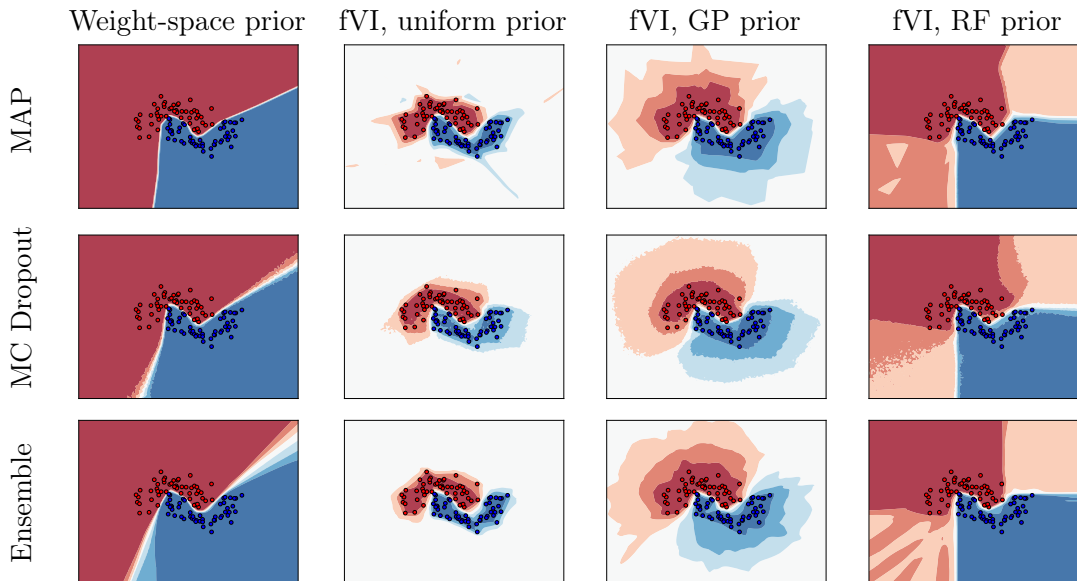 Weight-space prior
fVI, uniform prior
fVI, GP prior
fVI, RF prior
MAP
MC Dropout
Ensemble